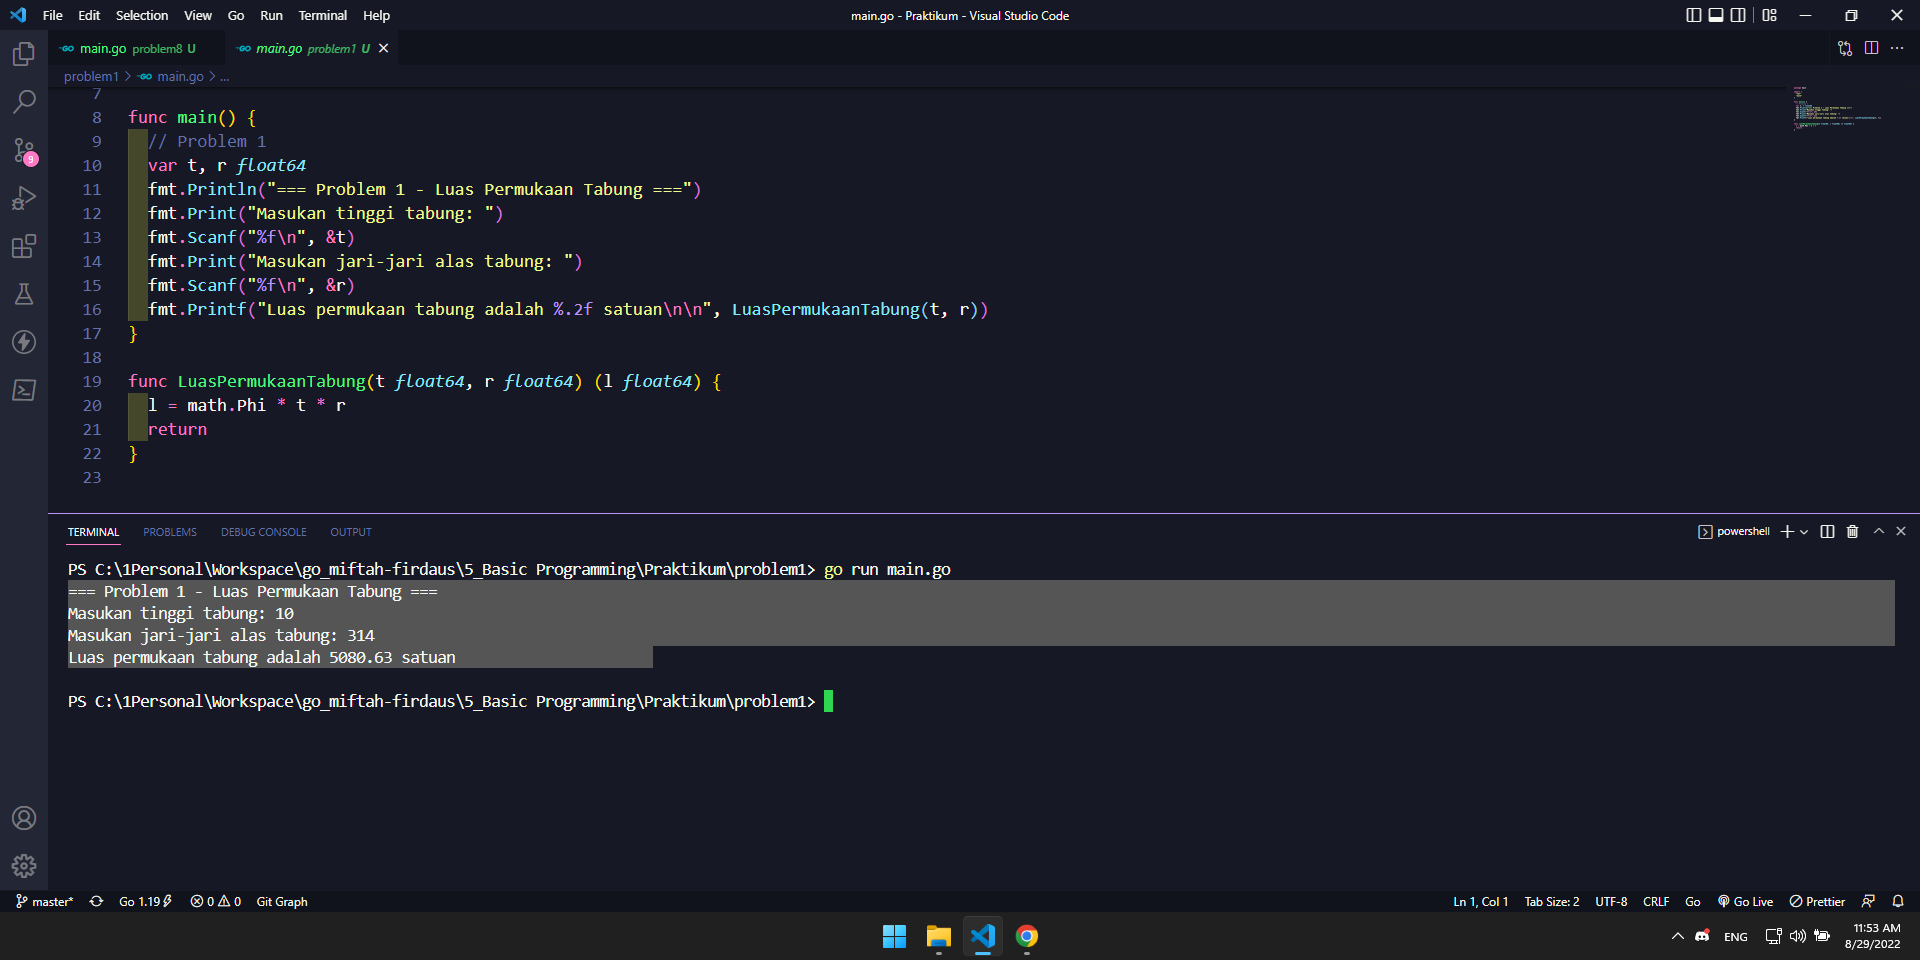 File Edit Selection View Go Run Terminal Help
main.go - Praktikum - Visual Studio Code
main.go problem8 U
main.go problem1 U
problem1 > main.go > ...
7
8 func main() {
9 // Problem 1
10 var t, r float64
11 fmt.Println("=== Problem 1 - Luas Permukaan Tabung ===")
12 fmt.Print("Masukan tinggi tabung: ")
13 fmt.Scanf("%f\n", &t)
14 fmt.Print("Masukan jari-jari alas tabung: ")
15 fmt.Scanf("%f\n", &r)
16 fmt.Printf("Luas permukaan tabung adalah %.2f satuan\n\n", LuasPermukaanTabung(t, r))
17 }
18
19 func LuasPermukaanTabung(t float64, r float64) (l float64) {
20 l = math.Phi * t * r
21 return
22 }
23
9
TERMINAL PROBLEMS DEBUG CONSOLE OUTPUT
powershell
PS C:\1Personal\Workspace\go_miftah-firdaus\5_Basic Programming\Praktikum\problem1> go run main.go
=== Problem 1 - Luas Permukaan Tabung ===
Masukan tinggi tabung: 10
Masukan jari-jari alas tabung: 314
Luas permukaan tabung adalah 5080.63 satuan
PS C:\1Personal\Workspace\go_miftah-firdaus\5_Basic Programming\Praktikum\problem1>
master* Go 1.19 0 0 Git Graph
Ln 1, Col 1 Tab Size: 2 UTF-8 CRLF Go Go Live Prettier
ENG
11:53 AM
8/29/2022